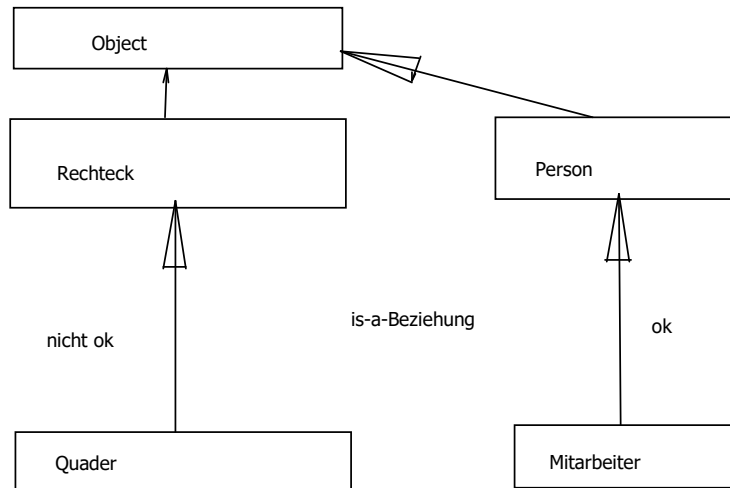 Object
Rechteck
Person
is-a-Beziehung
nicht ok
ok
Quader
Mitarbeiter